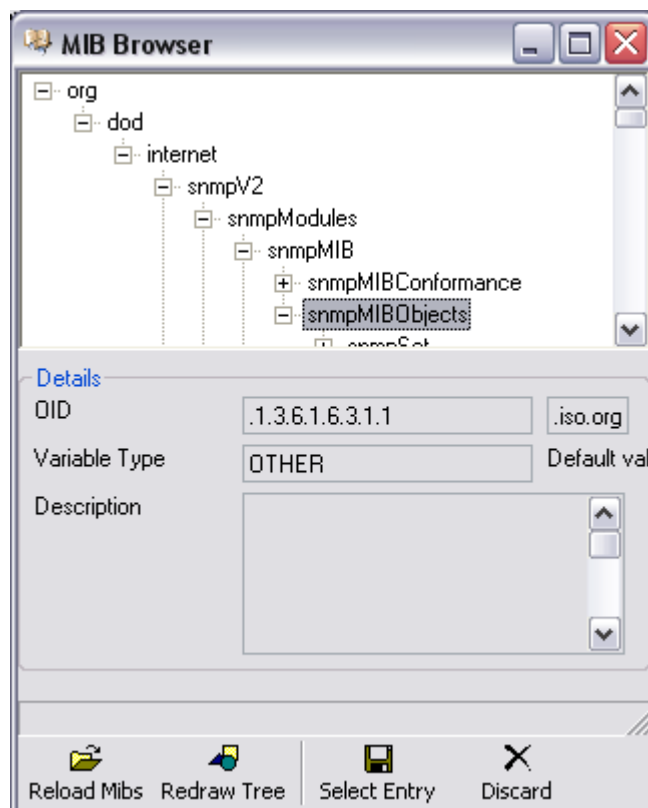 MIB Browser
org
dod
internet
snmpV2
snmpModules
snmpMIB
snmpMIBConformance
snmpMIBObjects
snmpSet
Details
OID .1.3.6.1.6.3.1.1 .iso.org
Variable Type OTHER Default val
Description
Reload Mibs Redraw Tree Select Entry Discard